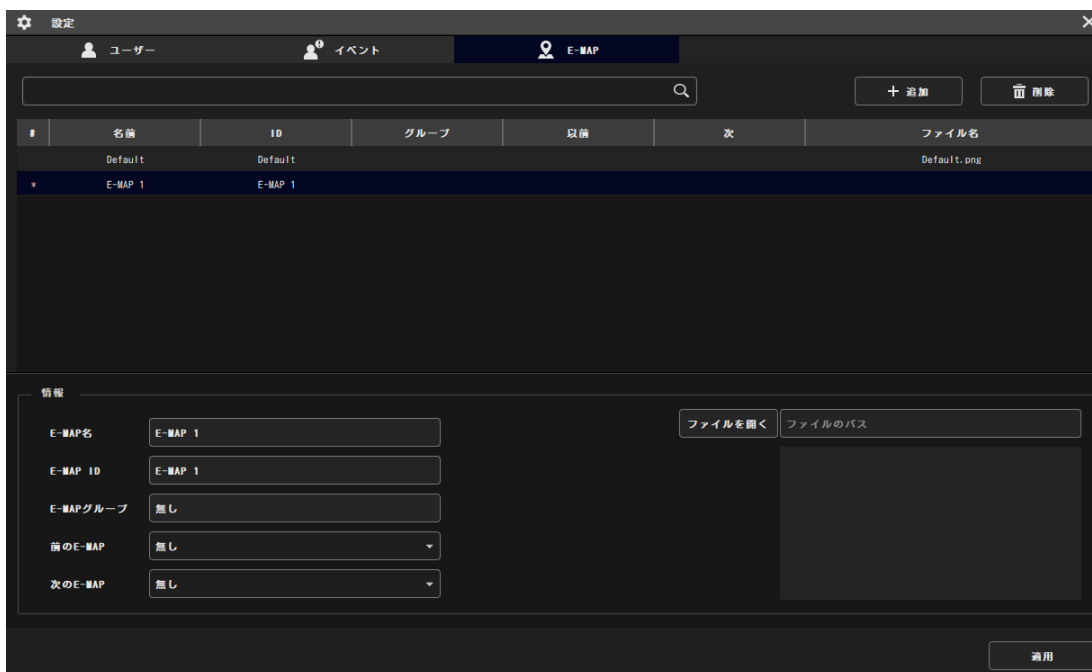 設定
ユーザー イベント E-MAP
追加 削除
# 名前 ID グループ 以前 次 ファイル名
Default Default Default.png
* E-MAP 1 E-MAP 1
情報
E-MAP名 E-MAP 1
ファイルを開く ファイルのパス
E-MAP ID E-MAP 1
E-MAPグループ 無し
前のE-MAP 無し
次のE-MAP 無し
適用